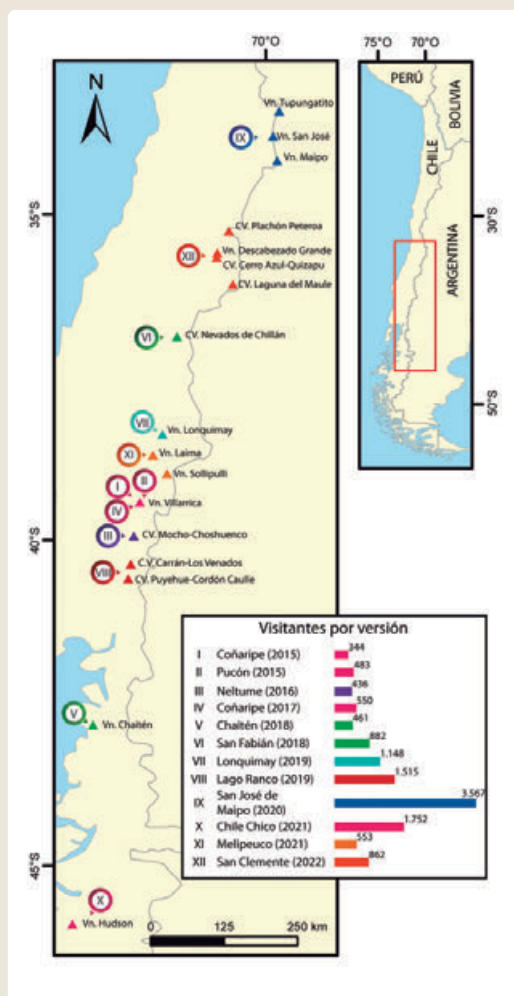 70°O
N
35°S
40°S
45°S
Vn. Tupungatito
IX
Vn. San José
Vn. Maipo
CV. Plachón Peteroa
XII
Vn. Descabezado Grande
CV. Cerro Azul-Quizapu
CV. Laguna del Maule
VI
CV. Nevados de Chillán
VII
Vn. Lonquimay
XI
Vn. Laima
Vn. Sollipulli
I
II
IV
Vn. Villarrica
III
CV. Mocho-Choshuenco
VIII
C.V. Carrán-Los Venados
CV. Puyehue-Cordón Caulle
V
Vn. Chaitén
X
Vn. Hudson
0 125 250 km
75°O 70°O
PERÚ
BOLIVIA
CHILE
ARGENTINA
30°S
50°S
Visitantes por versión
I Coñaripe (2015) 344
II Pucón (2015) 483
III Neltume (2016) 436
IV Coñaripe (2017) 550
V Chaitén (2018) 461
VI San Fabián (2018) 882
VII Lonquimay (2019) 1.148
VIII Lago Ranco (2019) 1.515
IX San José de
Maipo (2020) 3.567
X Chile Chico (2021) 1.752
XI Melipeuco (2021) 553
XII San Clemente (2022) 862